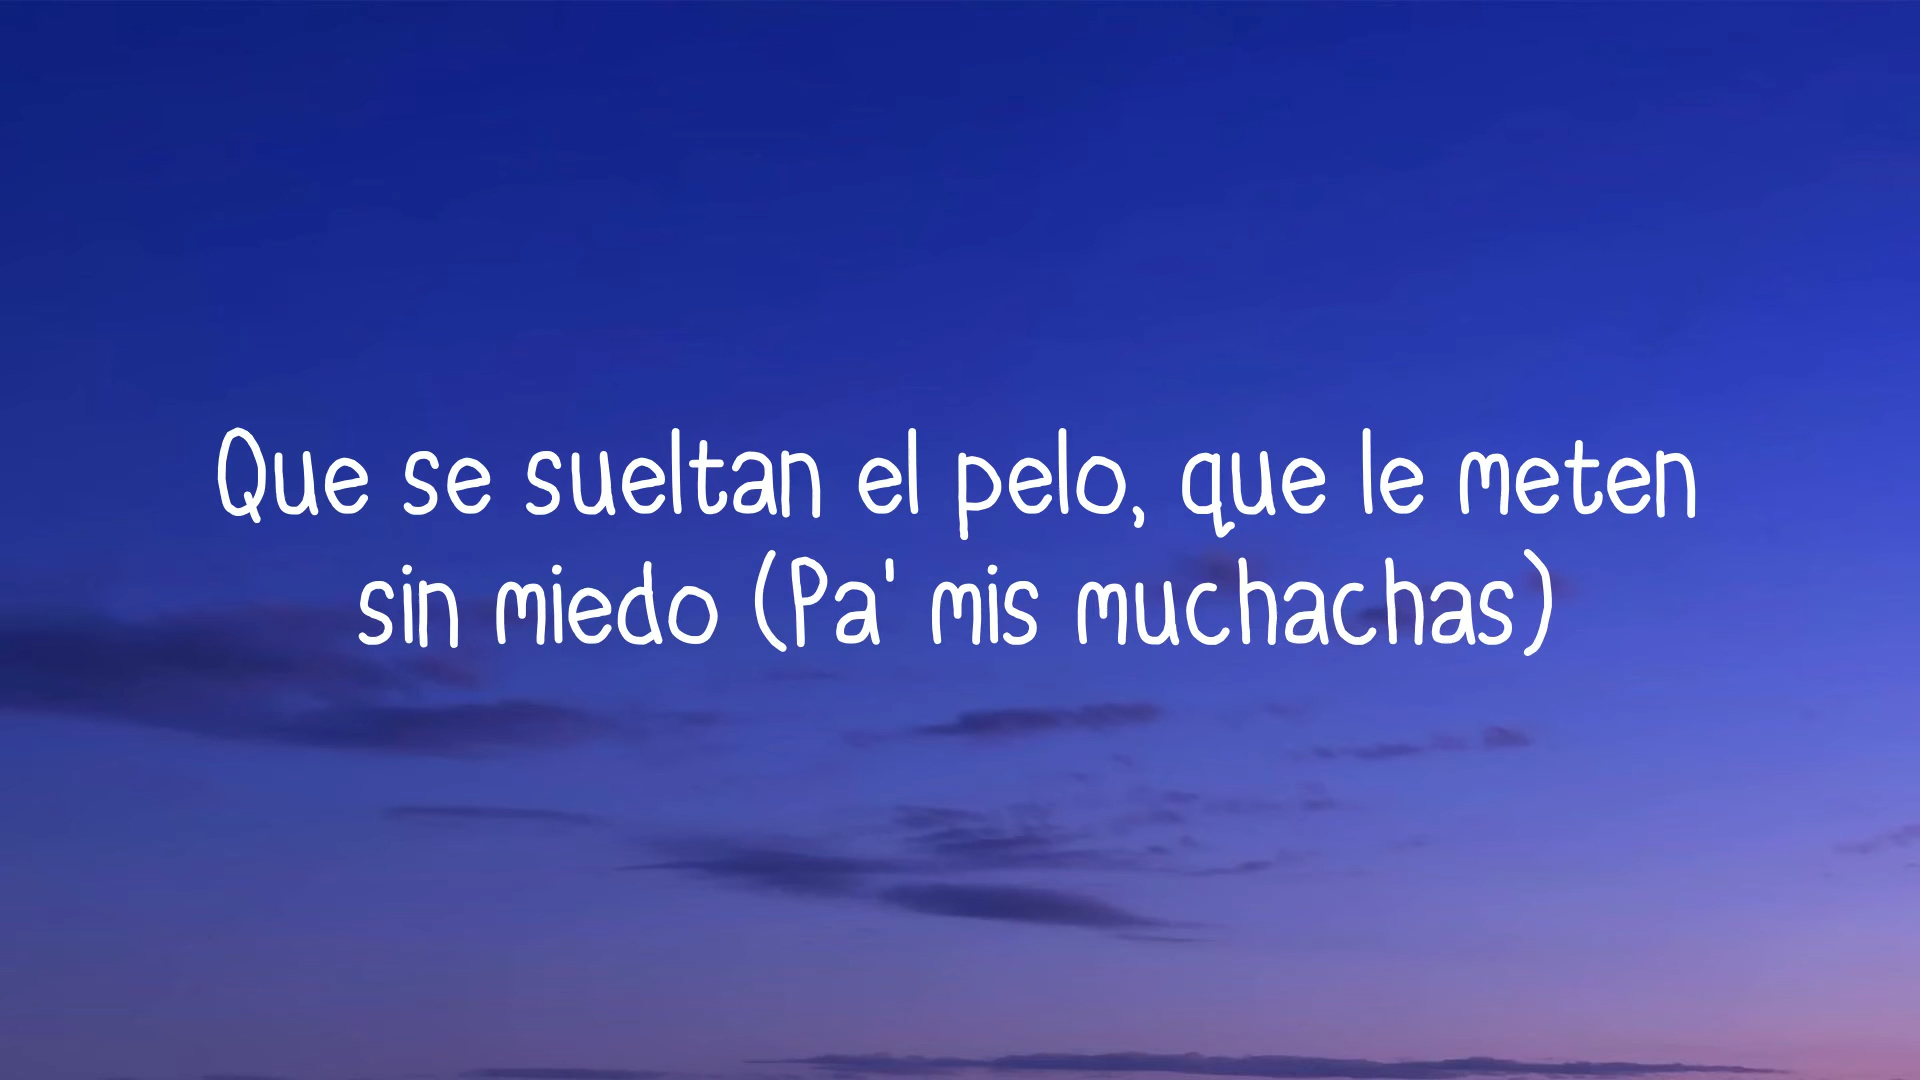 Que se sueltan el pelo, que le meten
sin miedo (Pa' mis muchachas)